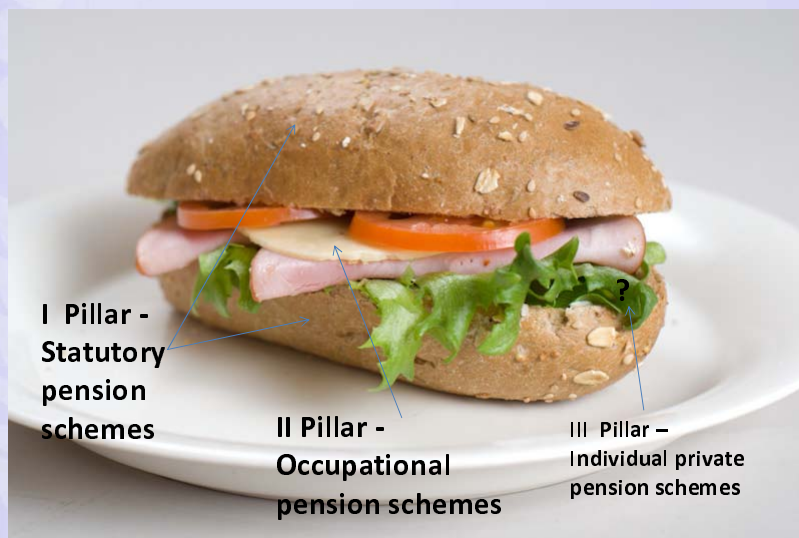 ?
I Pillar -
Statutory
pension
schemes
II Pillar -
Occupational
pension schemes
III Pillar –
Individual private
pension schemes